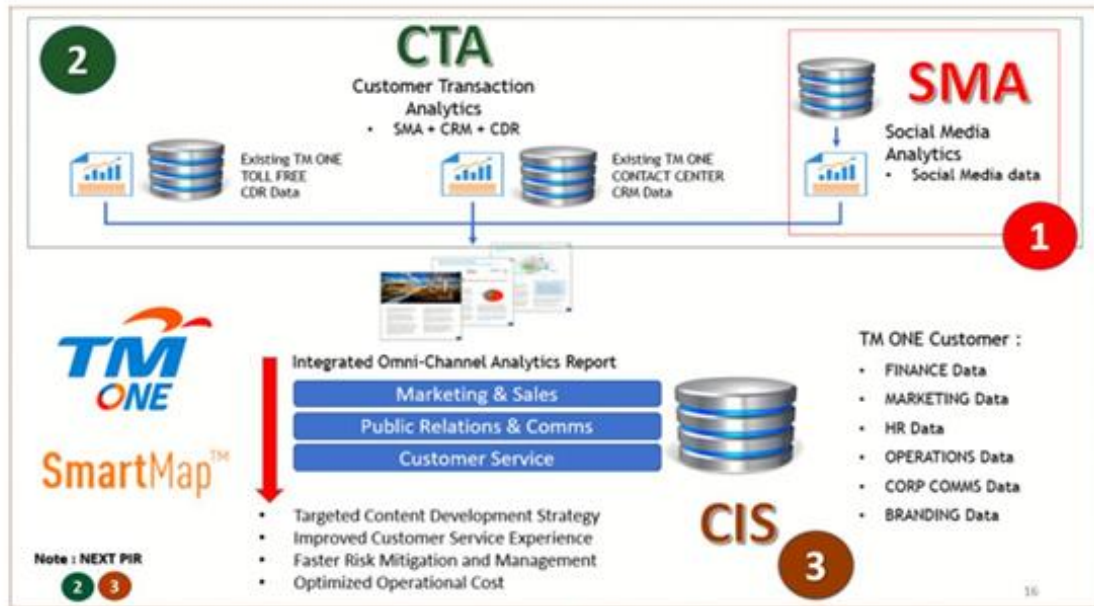 2
CTA
Customer Transaction
Analytics
• SMA + CRM + CDR
Existing TM ONE
TOLL FREE
CDR Data
Existing TM ONE
CONTACT CENTER
CRM Data
SMA
Social Media
Analytics
• Social Media data
1
TM
ONE
SmartMap™
Integrated Omni-Channel Analytics Report
Marketing & Sales
Public Relations & Comms
Customer Service
• Targeted Content Development Strategy
• Improved Customer Service Experience
• Faster Risk Mitigation and Management
• Optimized Operational Cost
CIS
3
TM ONE Customer :
• FINANCE Data
• MARKETING Data
• HR Data
• OPERATIONS Data
• CORP COMMS Data
• BRANDING Data
Note : NEXT PIR
2 3
16